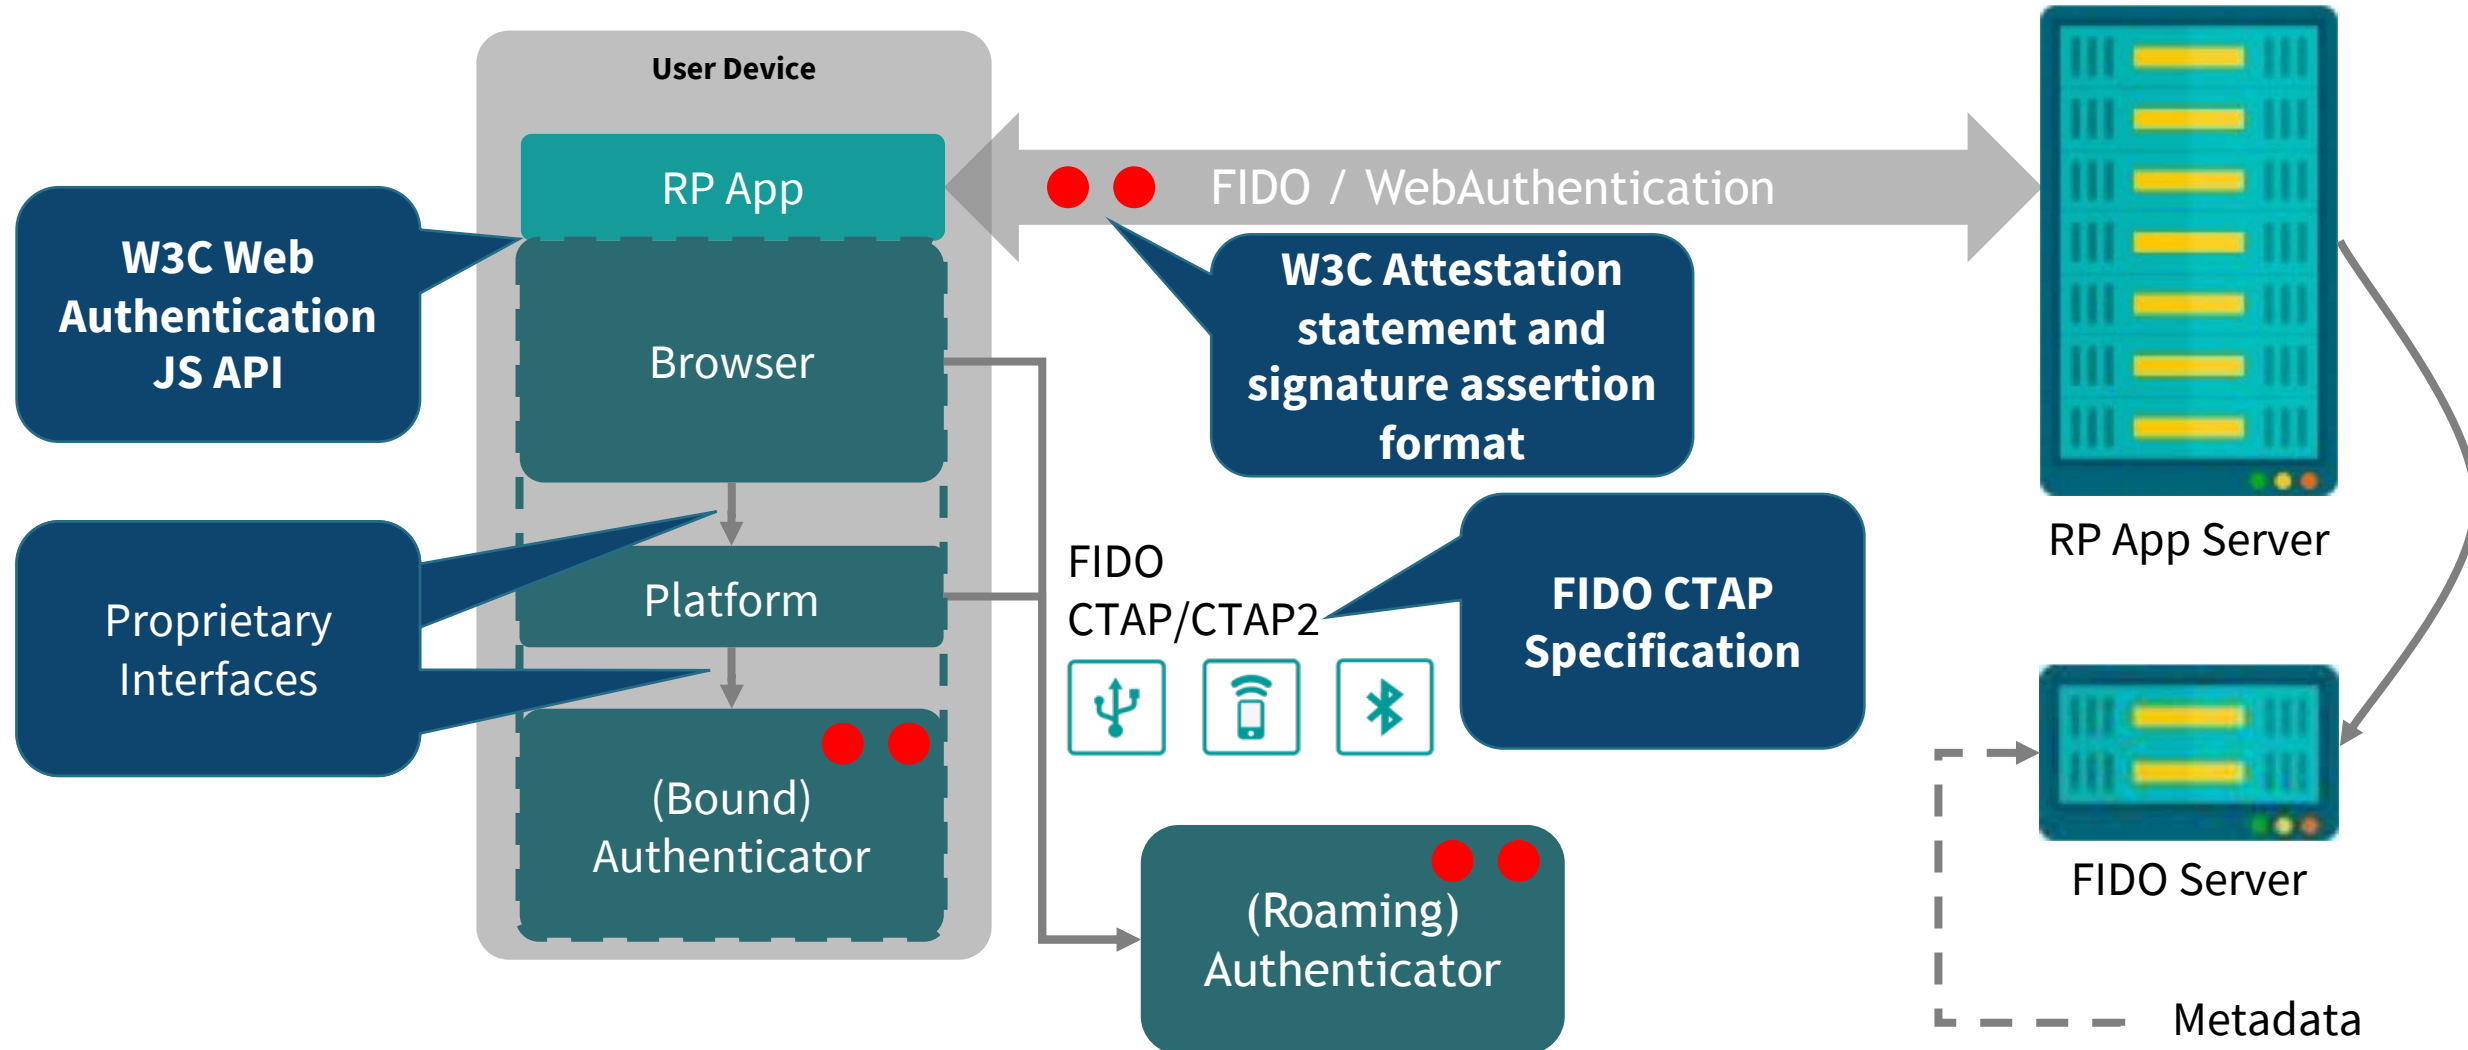 User Device
RP App
FIDO / WebAuthentication
W3C Web
Authentication
JS API
W3C Attestation
statement and
signature assertion
format
Browser
RP App Server
FIDO
CTAP/CTAP2
FIDO CTAP
Specification
Proprietary
Interfaces
Platform
(Bound)
Authenticator
(Roaming)
Authenticator
FIDO Server
Metadata